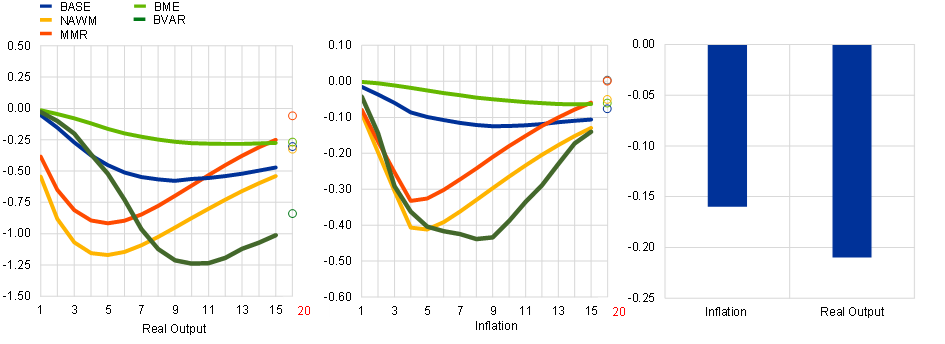 BASE BME
NAWM BVAR
MMR
0.50
0.25
0.00
-0.25
-0.50
-0.75
-1.00
-1.25
-1.50
1 3 5 7 9 11 13 15 20
Real Output
0.10
0.00
-0.10
-0.20
-0.30
-0.40
-0.50
-0.60
1 3 5 7 9 11 13 15 20
Inflation
0.00
-0.05
-0.10
-0.15
-0.20
-0.25
Inflation Real Output